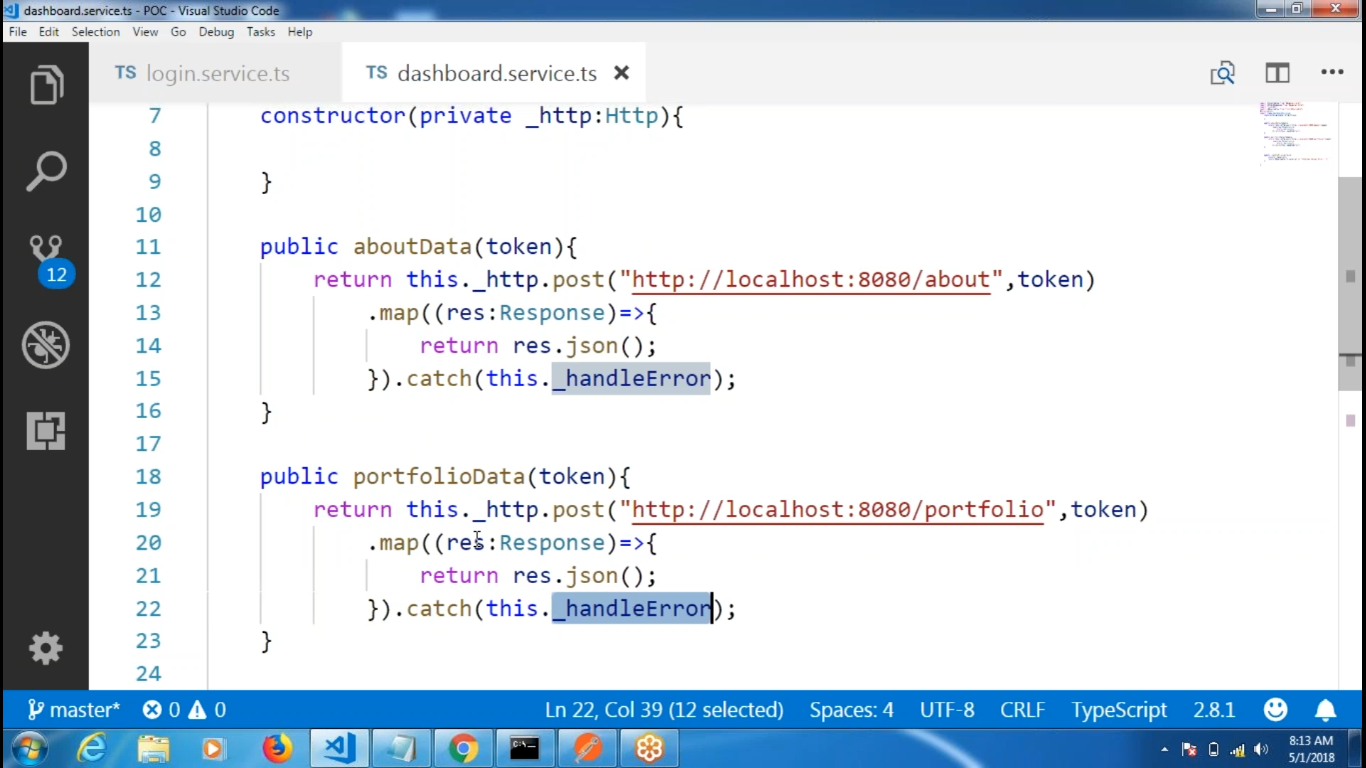 dashboard.service.ts - POC - Visual Studio Code
File Edit Selection View Go Debug Tasks Help
TS login.service.ts TS dashboard.service.ts
7 constructor(private _http:Http){
8
9 }
10
11 public aboutData(token){
12 return this._http.post("http://localhost:8080/about",token)
13 .map((res:Response)=>{
14 return res.json();
15 }).catch(this._handleError);
16 }
17
18 public portfolioData(token){
19 return this._http.post("http://localhost:8080/portfolio",token)
20 .map((res:Response)=>{
21 return res.json();
22 }).catch(this._handleError);
23 }
24
12
master* 0 0 Ln 22, Col 39 (12 selected) Spaces: 4 UTF-8 CRLF TypeScript 2.8.1
8:13 AM
5/1/2018